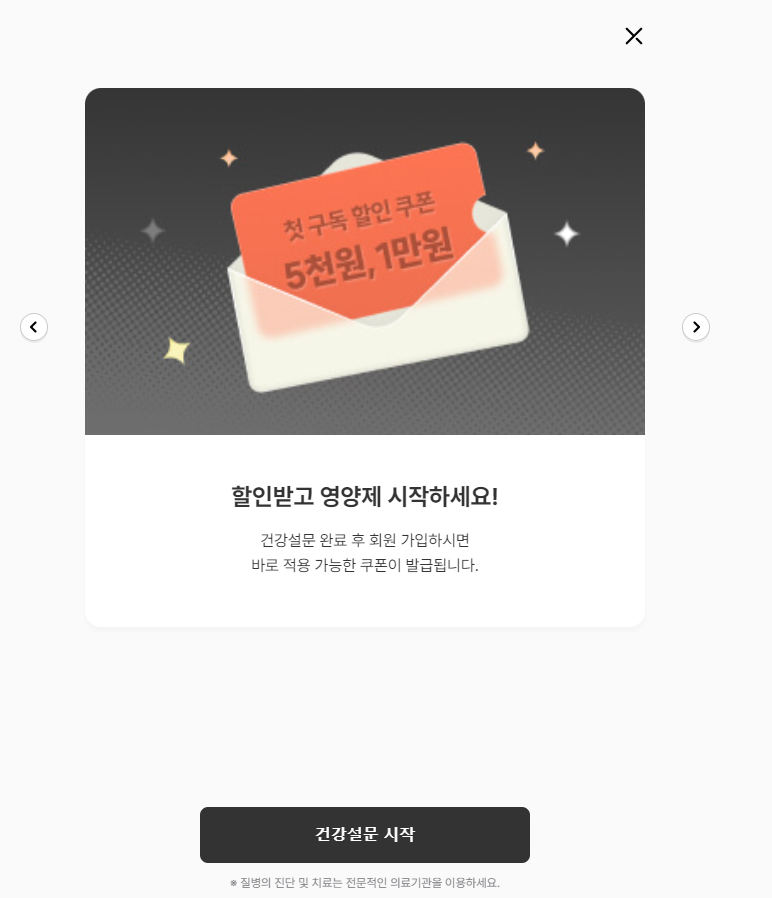 첫 구독 할인 쿠폰
5천원, 1만원
할인받고 영양제 시작하세요!
건강설문 완료 후 회원 가입하시면
바로 적용 가능한 쿠폰이 발급됩니다.
건강설문 시작
※ 질병의 진단 및 치료는 전문적인 의료기관을 이용하세요.